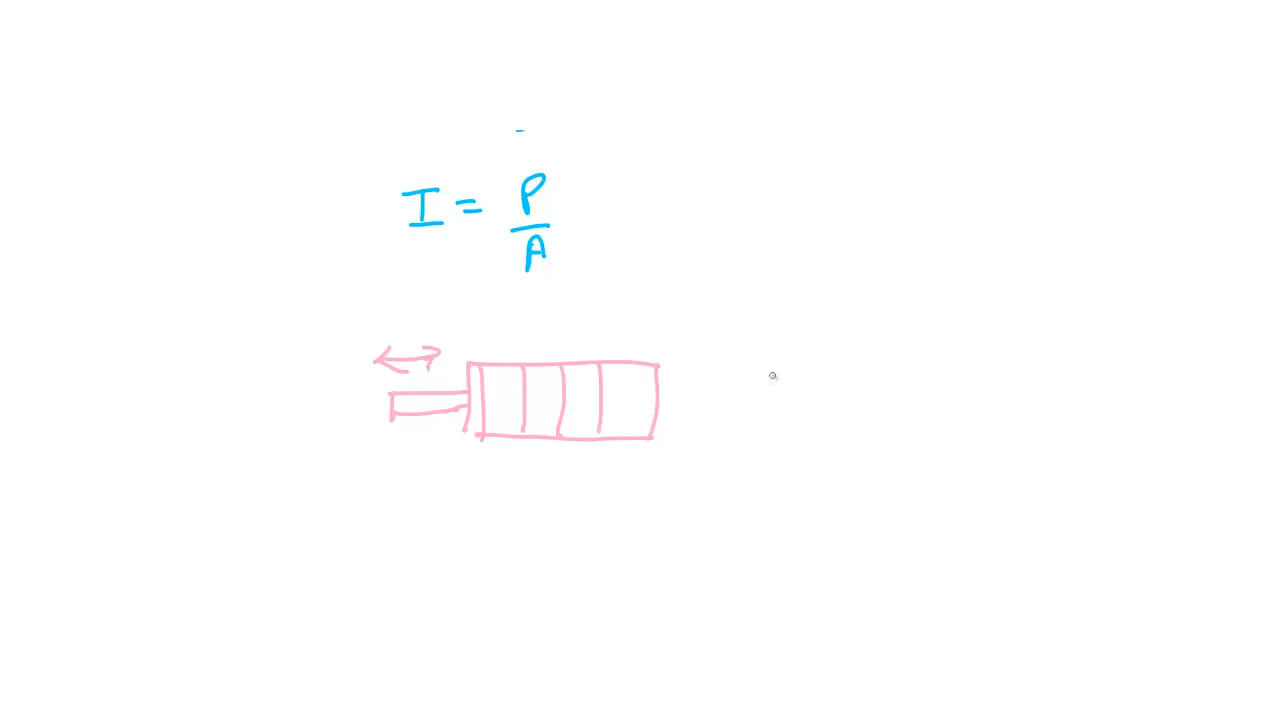 I = P/A